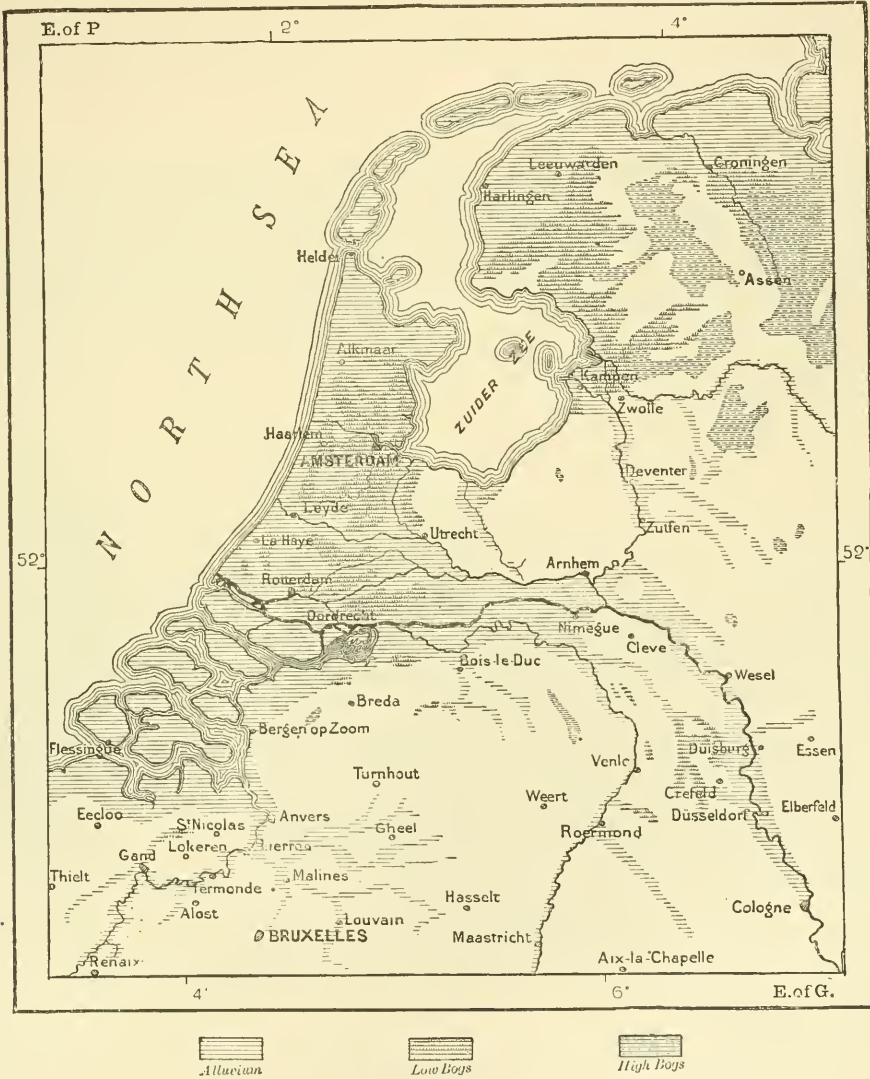 E. of P
2°
4°
NORTH SEA
Leeuwarden
Groningen
Harlingen
Helder
Assen
Alkmaar
ZUIDER ZEE
Kampen
Zwolle
Haarlem
AMSTERDAM
Deventer
Leyde
Utrecht
Zutfen
La Haye
52°
52°
Arnhem
Rotterdam
Dordrecht
Nimegue
Cleve
Bois-le-Duc
Wesel
Breda
Bergen op Zoom
Flessingue
Duisburg
Essen
Venlo
Turnhout
Crefeld
Weert
Düsseldorf
Elberfeld
Eecloo
St Nicolas
Anvers
Gheel
Roermond
Lokeren
Lierre
Gand
Thielt
Termonde
Malines
Hasselt
Cologne
Alost
Louvain
BRUXELLES
Maastricht
Renaix
Aix-la-Chapelle
4°
6°
E. of G.
Alluvium
Low Bogs
High Bogs